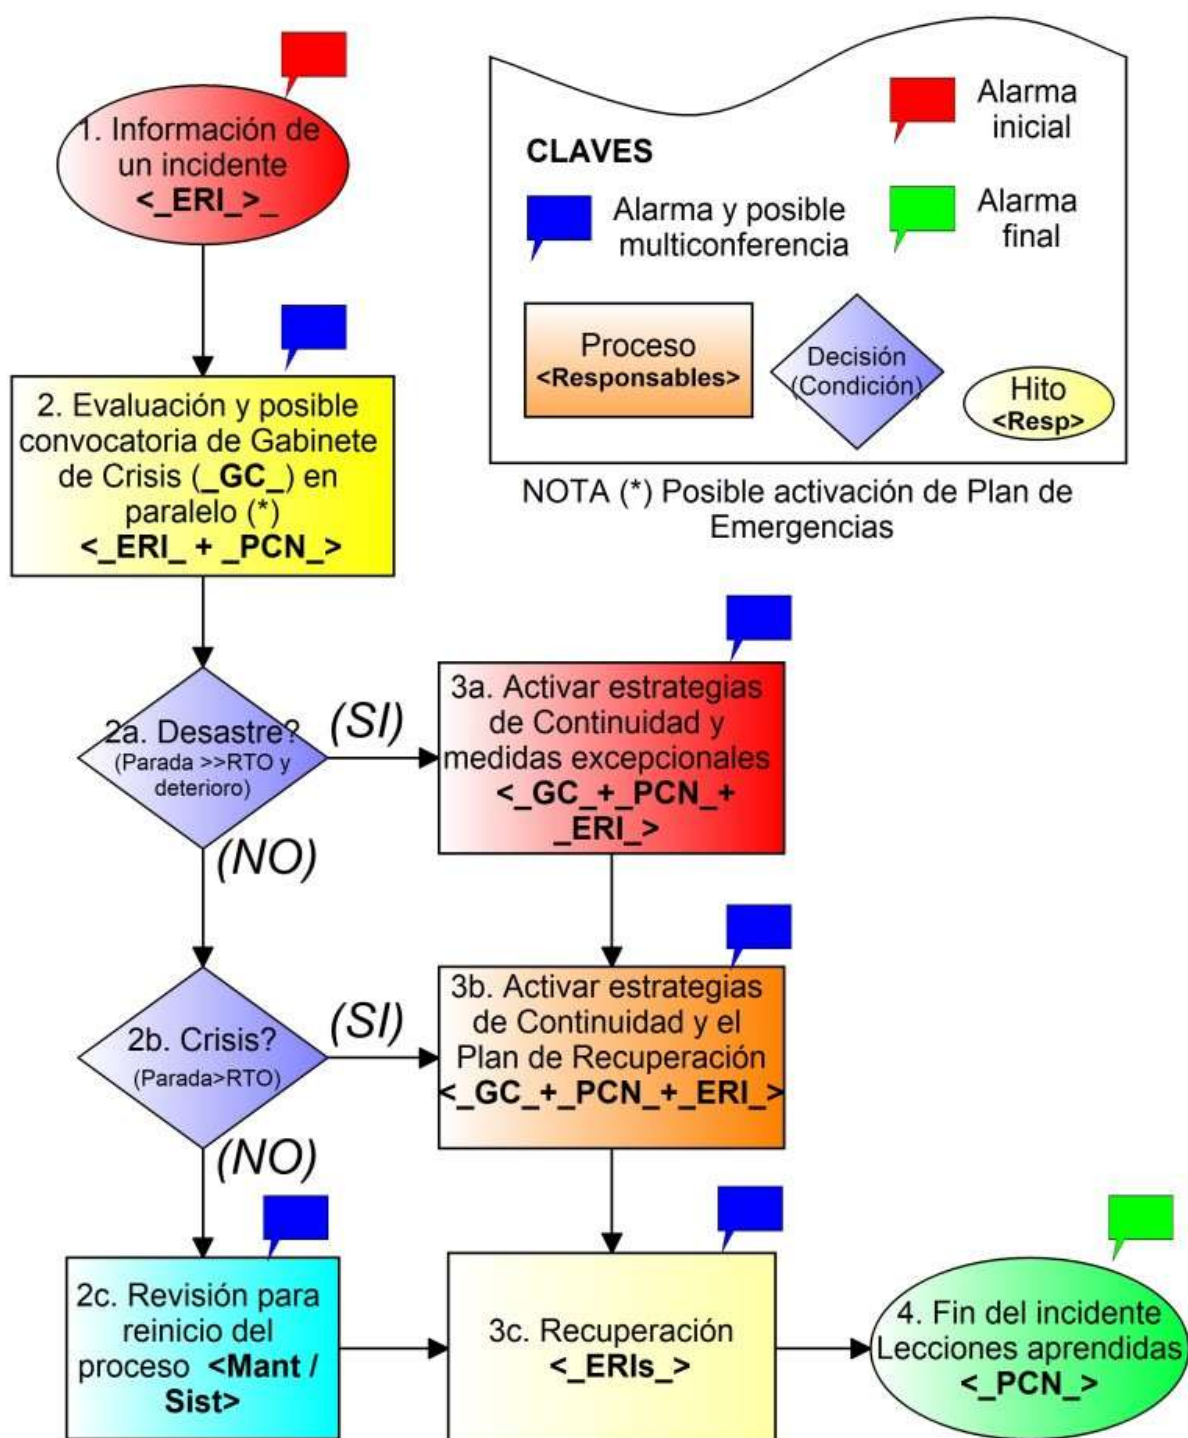 1. Información de
un incidente
<_ERI_>_
Alarma
inicial
CLAVES
Alarma y posible
multiconferencia
Alarma
final
Proceso
<Responsables>
Decisión
(Condición)
Hito
<Resp>
NOTA (*) Posible activación de Plan de
Emergencias
2. Evaluación y posible
convocatoria de Gabinete
de Crisis (_GC_) en
paralelo (*)
<_ERI_ + _PCN_>
2a. Desastre?
(Parada >>RTO y
deterioro)
(SI)
(NO)
3a. Activar estrategias
de Continuidad y
medidas excepcionales
<_GC_+_PCN_+
_ERI_>
2b. Crisis?
(Parada>RTO)
(SI)
(NO)
3b. Activar estrategias
de Continuidad y el
Plan de Recuperación
<_GC_+_PCN_+_ERI_>
2c. Revisión para
reinicio del
proceso <Mant /
Sist>
3c. Recuperación
<_ERIs_>
4. Fin del incidente
Lecciones aprendidas
<_PCN_>